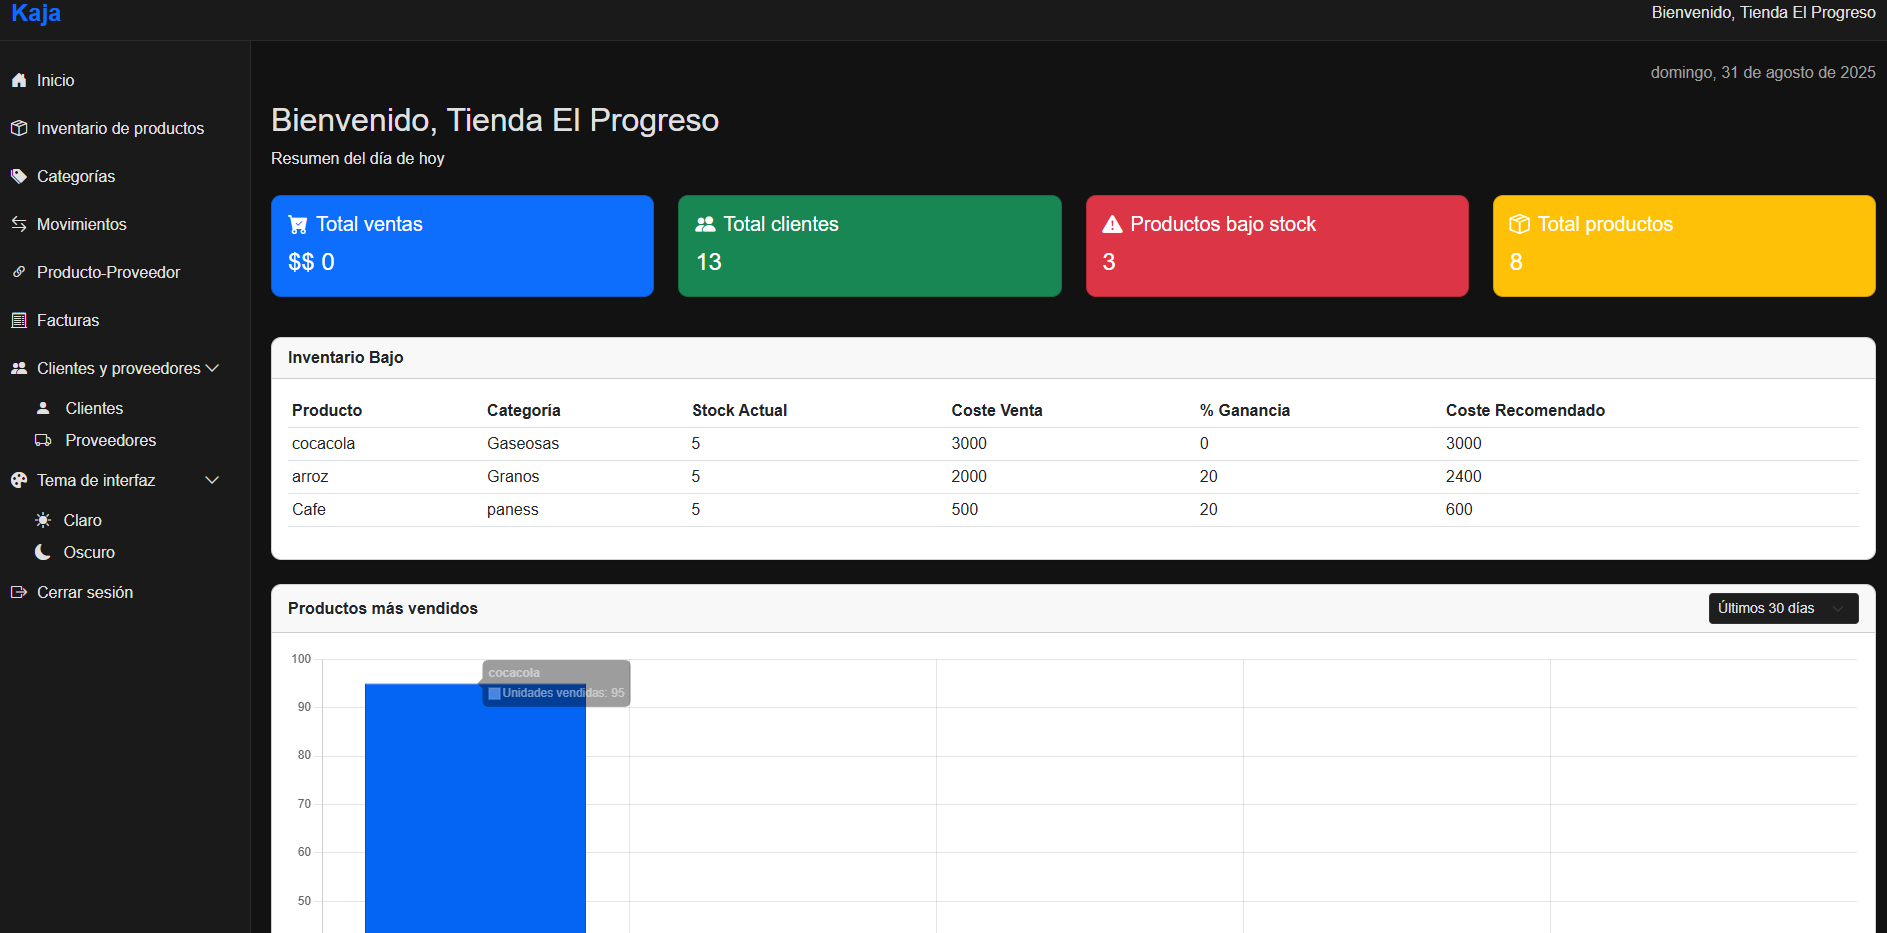 Kaja
Bienvenido, Tienda El Progreso
Inicio
Inventario de productos
Categorías
Movimientos
Producto-Proveedor
Facturas
Clientes y proveedores
Clientes
Proveedores
Tema de interfaz
Claro
Oscuro
Cerrar sesión
domingo, 31 de agosto de 2025
Bienvenido, Tienda El Progreso
Resumen del día de hoy
Total ventas
$$ 0
Total clientes
13
Productos bajo stock
3
Total productos
8
Inventario Bajo
Producto Categoría Stock Actual Coste Venta % Ganancia Coste Recomendado
cocacola Gaseosas 5 3000 0 3000
arroz Granos 5 2000 20 2400
Cafe paness 5 500 20 600
Productos más vendidos
Últimos 30 días
100
90
80
70
60
50
cocacola
Unidades vendidas: 95